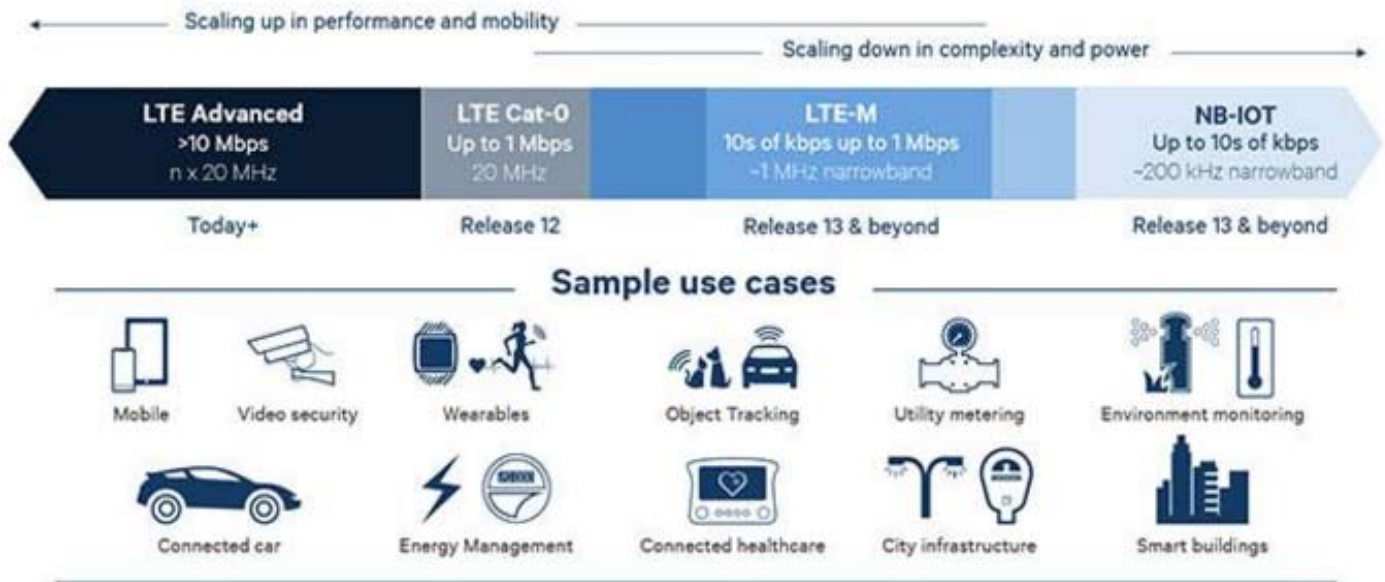 Scaling up in performance and mobility
Scaling down in complexity and power
LTE Advanced
>10 Mbps
n x 20 MHz
LTE Cat-0
Up to 1 Mbps
20 MHz
LTE-M
10s of kbps up to 1 Mbps
~1 MHz narrowband
NB-IOT
Up to 10s of kbps
~200 kHz narrowband
Today+
Release 12
Release 13 & beyond
Release 13 & beyond
Sample use cases
Mobile
Video security
Wearables
Object Tracking
Utility metering
Environment monitoring
Connected car
Energy Management
Connected healthcare
City infrastructure
Smart buildings